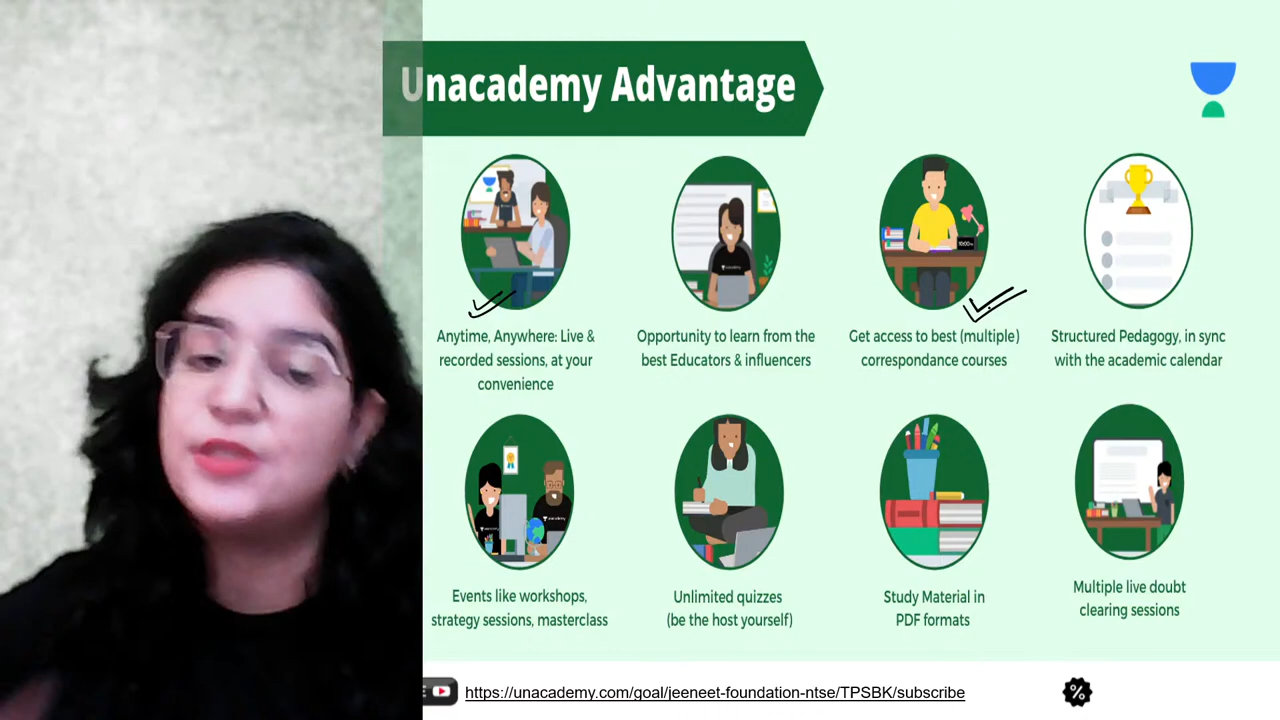 Unacademy Advantage
Anytime, Anywhere: Live &
recorded sessions, at your
convenience
Opportunity to learn from the
best Educators & influencers
Get access to best (multiple)
correspondance courses
Structured Pedagogy, in sync
with the academic calendar
Events like workshops,
strategy sessions, masterclass
Unlimited quizzes
(be the host yourself)
Study Material in
PDF formats
Multiple live doubt
clearing sessions
https://unacademy.com/goal/jeeneet-foundation-ntse/TPSBK/subscribe
%